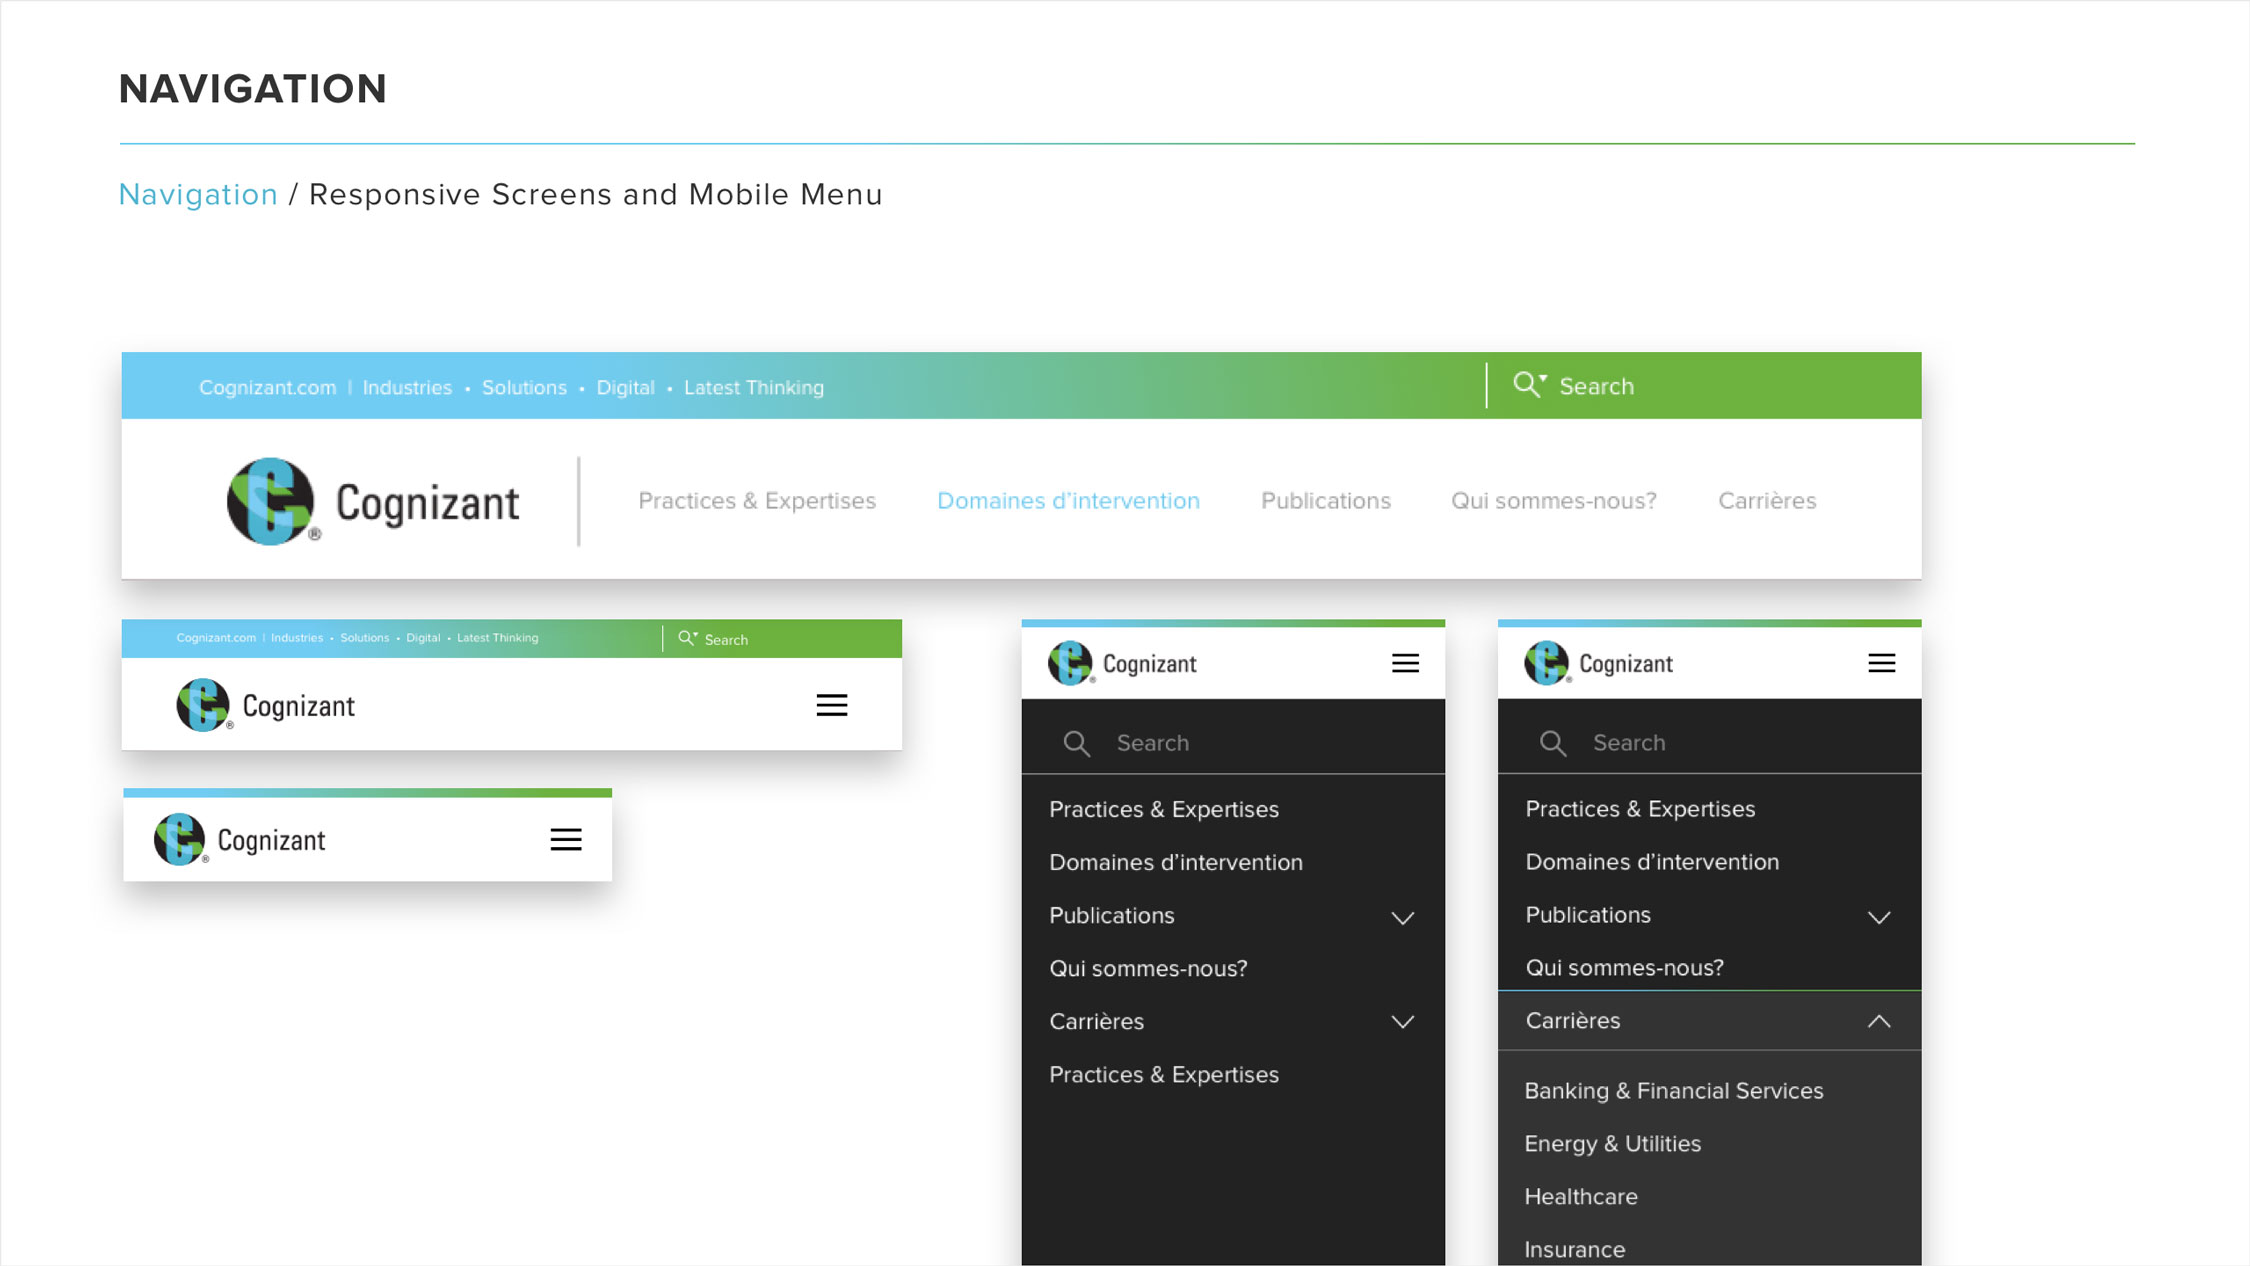 NAVIGATION
Navigation / Responsive Screens and Mobile Menu
Cognizant.com | Industries • Solutions • Digital • Latest Thinking
Search
Cognizant
®
Practices & Expertises
Domaines d’intervention
Publications
Qui sommes-nous?
Carrières
Cognizant.com | Industries • Solutions • Digital • Latest Thinking
Search
Cognizant
®
Cognizant
®
Cognizant
®
Search
Practices & Expertises
Domaines d’intervention
Publications
Qui sommes-nous?
Carrières
Practices & Expertises
Cognizant
®
Search
Practices & Expertises
Domaines d’intervention
Publications
Qui sommes-nous?
Carrières
Banking & Financial Services
Energy & Utilities
Healthcare
Insurance